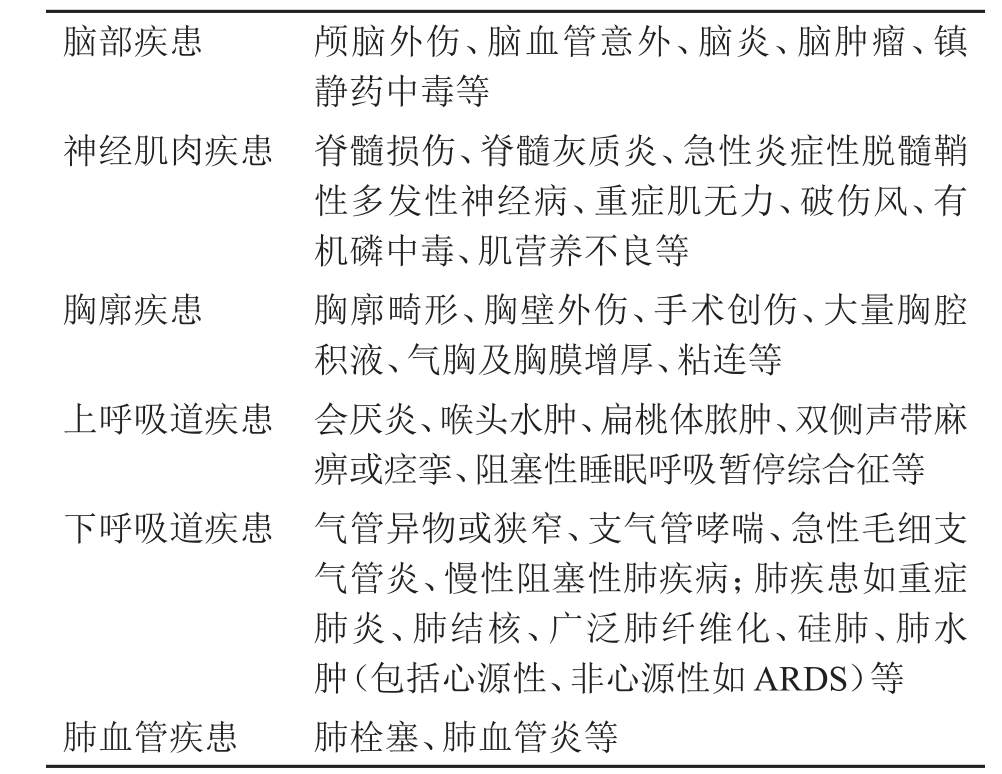 脑部疾患 颅脑外伤、脑血管意外、脑炎、脑肿瘤、镇
静药中毒等
神经肌肉疾患 脊髓损伤、脊髓灰质炎、急性炎症性脱髓鞘
性多发性神经病、重症肌无力、破伤风、有
机磷中毒、肌营养不良等
胸廓疾患 胸廓畸形、胸壁外伤、手术创伤、大量胸腔
积液、气胸及胸膜增厚、粘连等
上呼吸道疾患 会厌炎、喉头水肿、扁桃体脓肿、双侧声带麻
痹或痉挛、阻塞性睡眠呼吸暂停综合征等
下呼吸道疾患 气管异物或狭窄、支气管哮喘、急性毛细支
气管炎、慢性阻塞性肺疾病；肺疾患如重症
肺炎、肺结核、广泛肺纤维化、硅肺、肺水
肿（包括心源性、非心源性如ARDS）等
肺血管疾患 肺栓塞、肺血管炎等